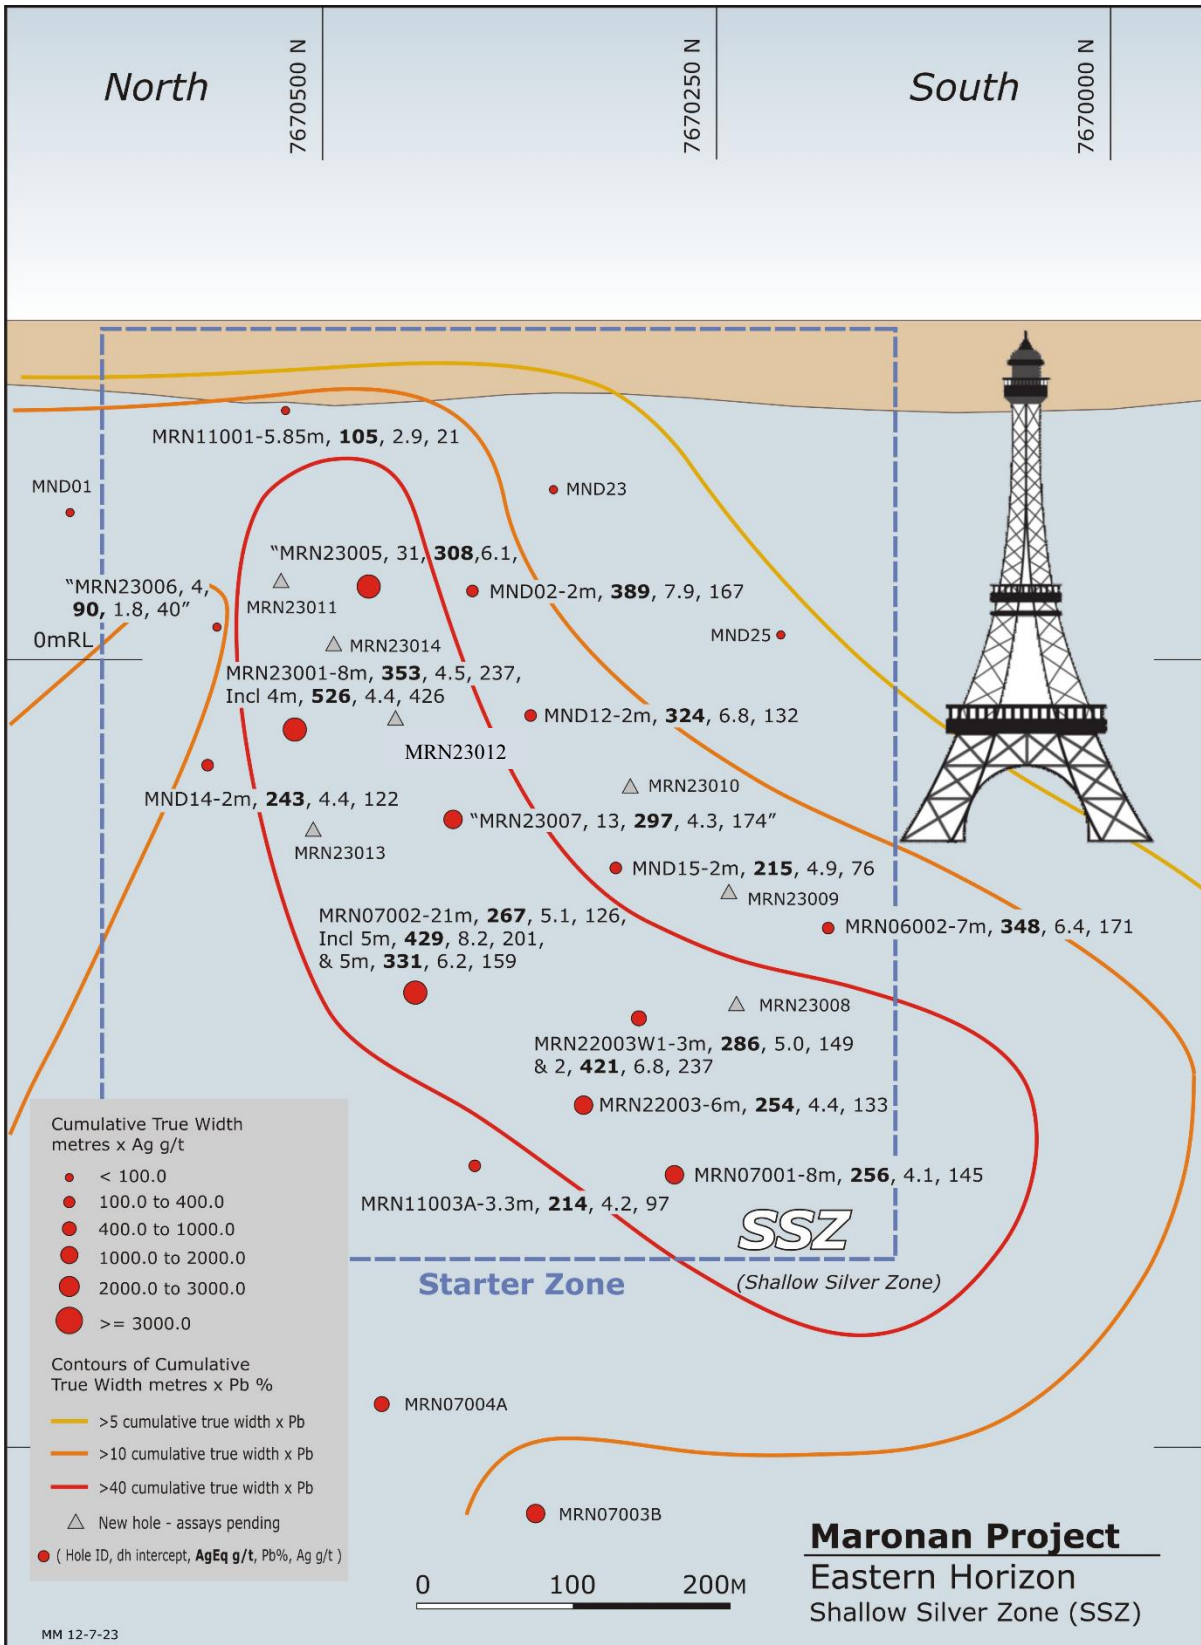 North
7670500 N
7670250 N
South
7670000 N
MRN11001-5.85m, 105, 2.9, 21
MND01
MND23
“MRN23005, 31, 308,6.1,
MRN23011
“MRN23006, 4,
90, 1.8, 40”
MND02-2m, 389, 7.9, 167
0mRL
MND25
MRN23014
MRN23001-8m, 353, 4.5, 237,
Incl 4m, 526, 4.4, 426
MND12-2m, 324, 6.8, 132
MRN23012
MRN23010
MND14-2m, 243, 4.4, 122
“MRN23007, 13, 297, 4.3, 174”
MRN23013
MND15-2m, 215, 4.9, 76
MRN23009
MRN07002-21m, 267, 5.1, 126,
Incl 5m, 429, 8.2, 201,
& 5m, 331, 6.2, 159
MRN06002-7m, 348, 6.4, 171
MRN23008
MRN22003W1-3m, 286, 5.0, 149
& 2, 421, 6.8, 237
MRN22003-6m, 254, 4.4, 133
MRN07001-8m, 256, 4.1, 145
MRN11003A-3.3m, 214, 4.2, 97
SSZ
(Shallow Silver Zone)
Starter Zone
Cumulative True Width
metres x Ag g/t
< 100.0
100.0 to 400.0
400.0 to 1000.0
1000.0 to 2000.0
2000.0 to 3000.0
>= 3000.0
Contours of Cumulative
True Width metres x Pb %
>5 cumulative true width x Pb
>10 cumulative true width x Pb
>40 cumulative true width x Pb
New hole - assays pending
( Hole ID, dh intercept, AgEq g/t, Pb%, Ag g/t )
MRN07004A
MRN07003B
0 100 200M
Maronan Project
Eastern Horizon
Shallow Silver Zone (SSZ)
MM 12-7-23